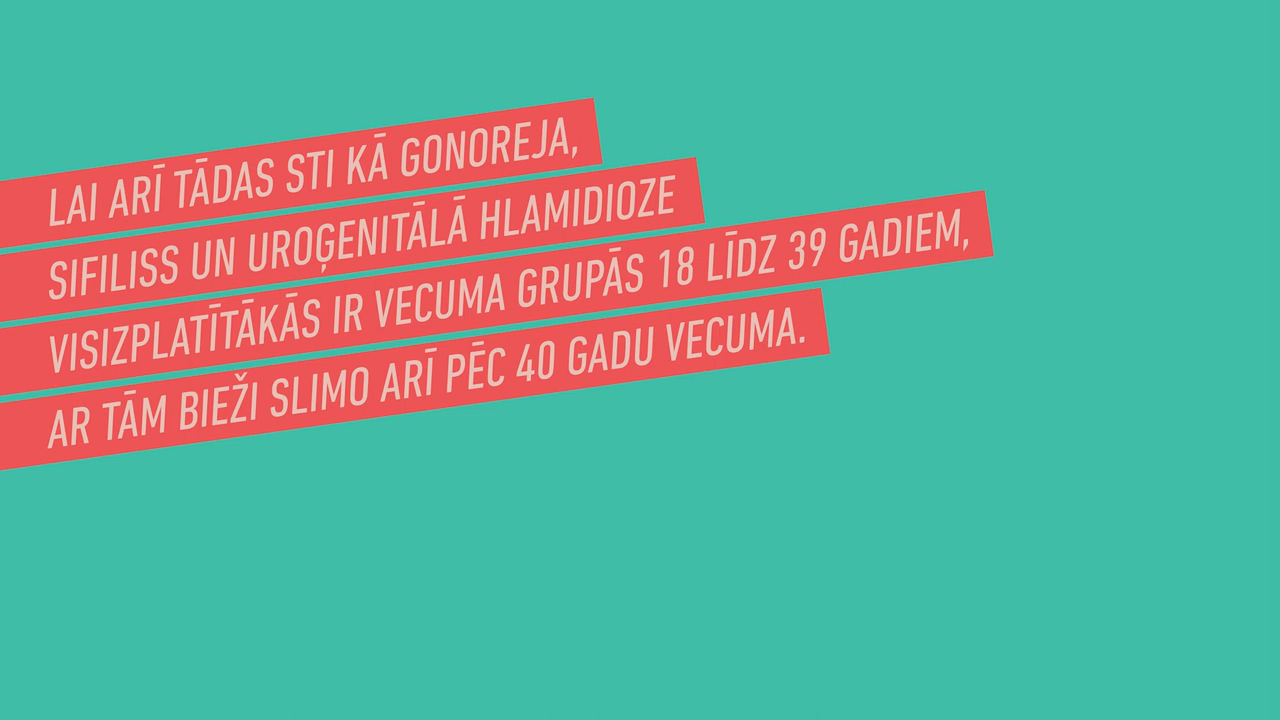 LAI ARĪ TĀDAS STI KĀ GONOREJA,
SIFILISS UN UROĢENITĀLĀ HLAMIDIOZE
VISIZPLATĪTĀKĀS IR VECUMA GRUPĀS 18 LĪDZ 39 GADIEM,
AR TĀM BIEŽI SLIMO ARĪ PĒC 40 GADU VECUMA.